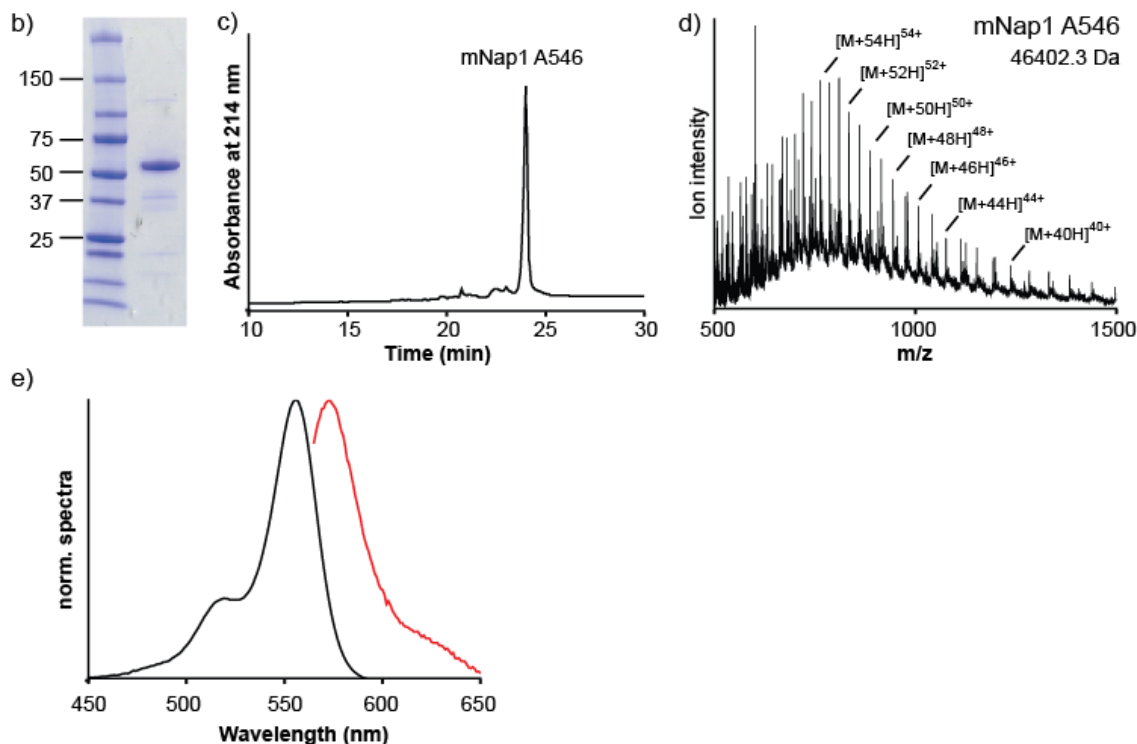 b)
150
75
50
37
25
c)
Absorbance at 214 nm
mNap1 A546
10 15 20 25 30
Time (min)
d)
mNap1 A546
46402.3 Da
Ion intensity
[M+54H]54+
[M+52H]52+
[M+50H]50+
[M+48H]48+
[M+46H]46+
[M+44H]44+
[M+40H]40+
500 1000 1500
m/z
e)
norm. spectra
450 500 550 600 650
Wavelength (nm)